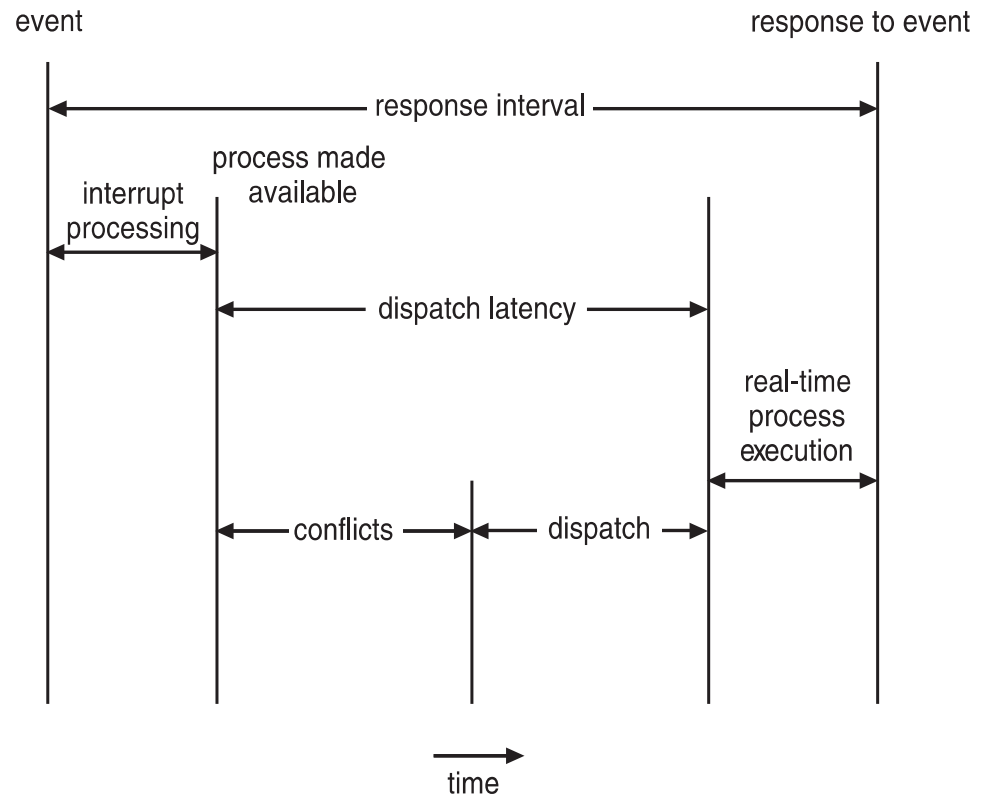 event
response to event
response interval
process made
available
interrupt
processing
dispatch latency
real-time
process
execution
conflicts
dispatch
time